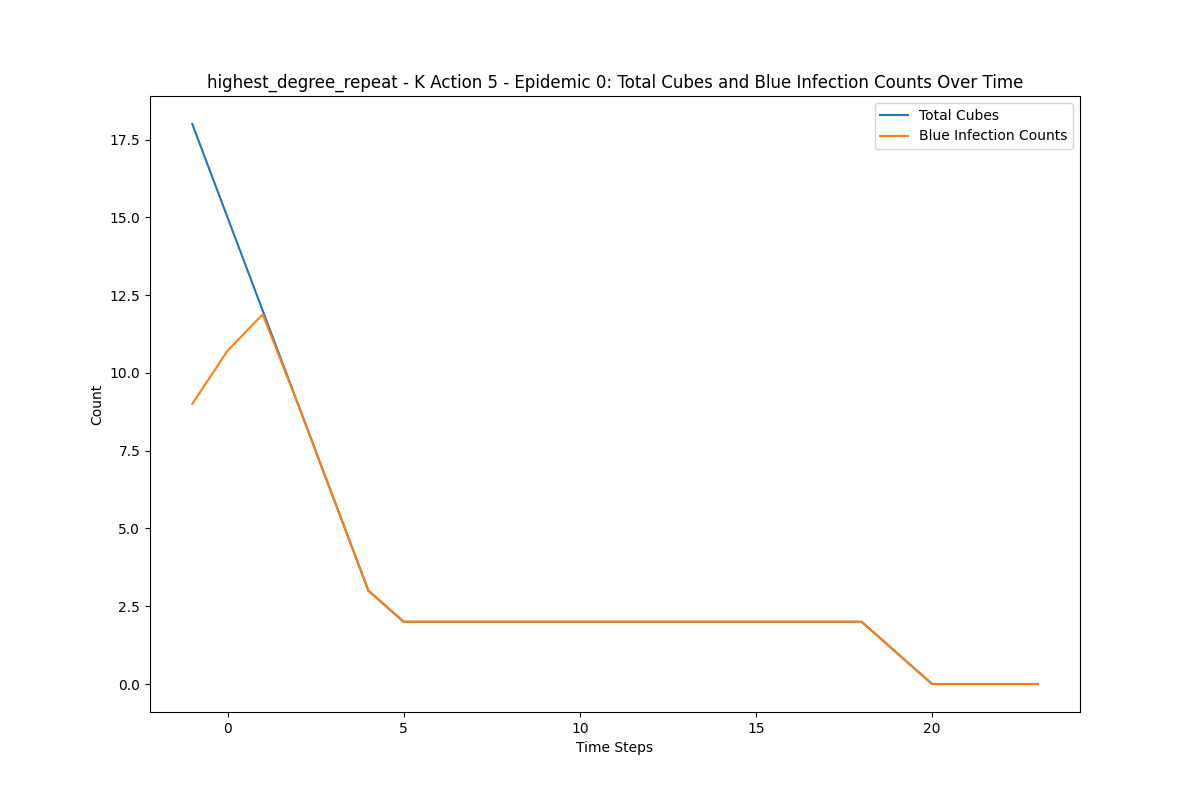 highest_degree_repeat - K Action 5 - Epidemic 0: Total Cubes and Blue Infection Counts Over Time
Total Cubes
Blue Infection Counts
17.5
15.0
12.5
10.0
7.5
5.0
2.5
0.0
Count
0
5
10
15
20
Time Steps